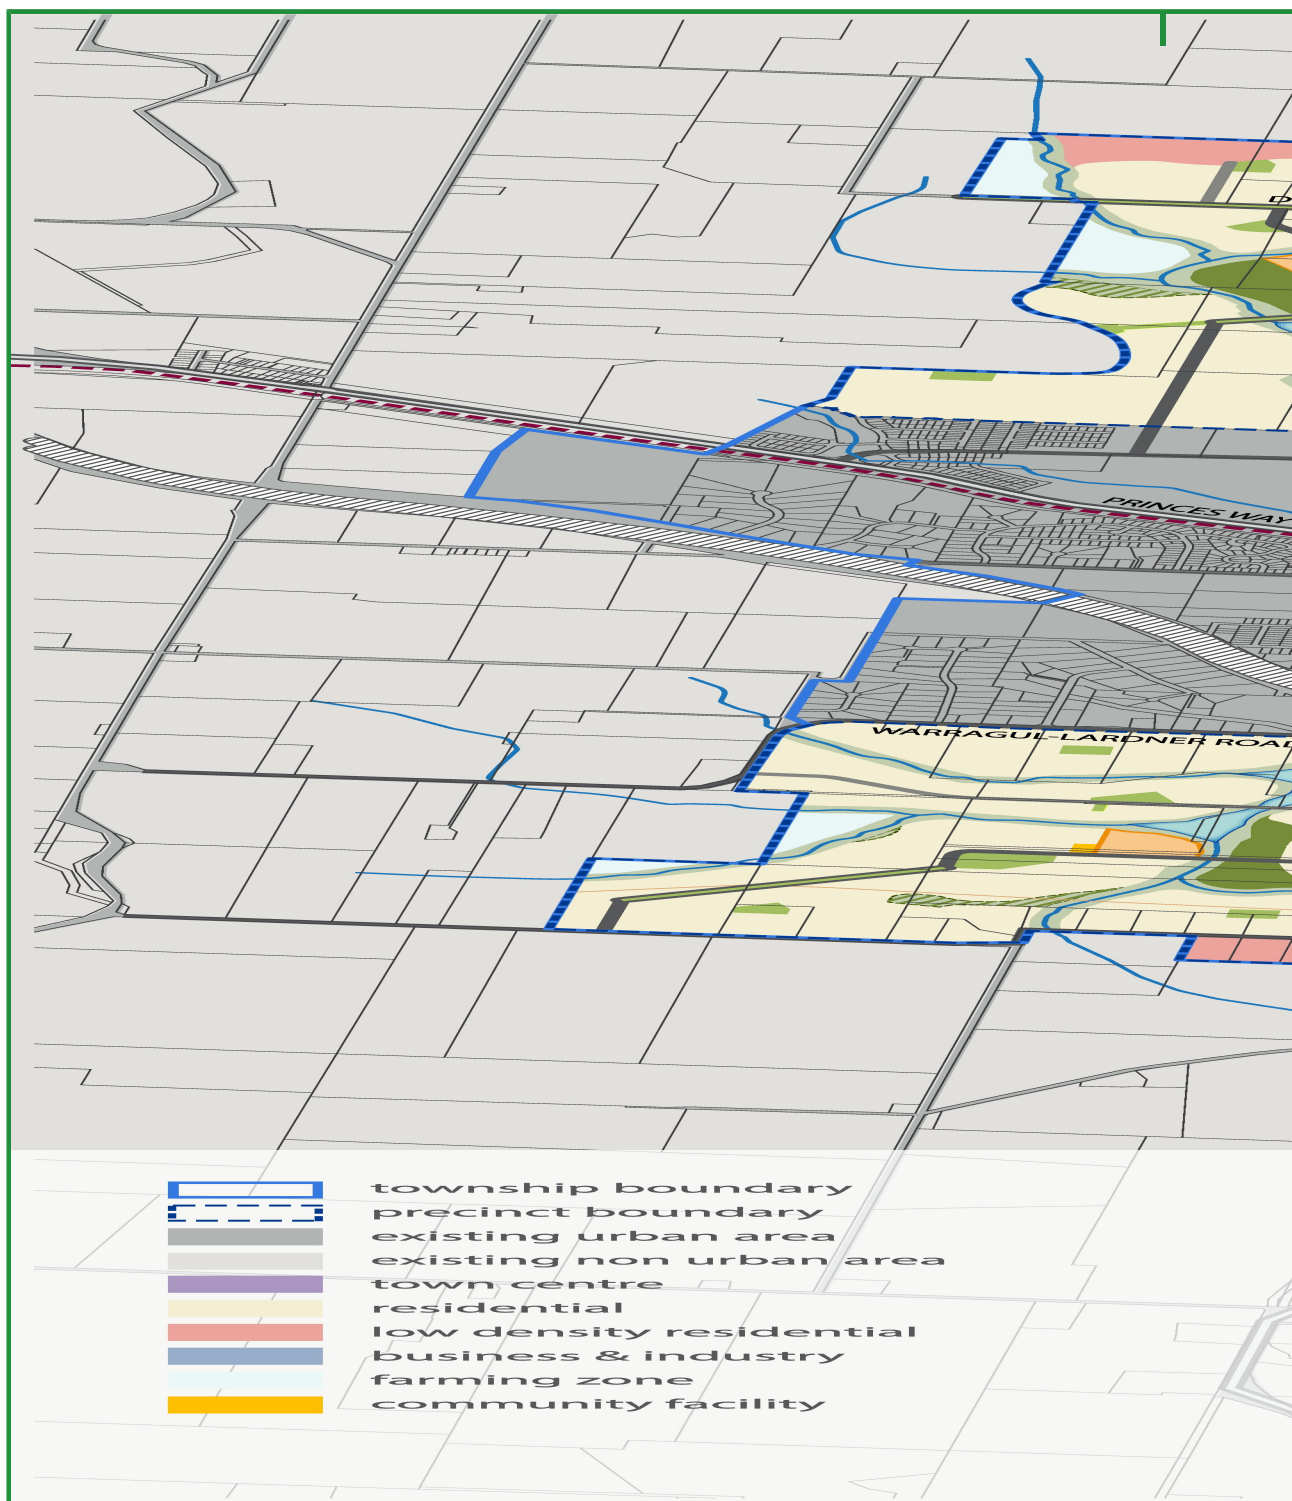 D
PRINCES WAY
WARRAGUL-LARDNER ROAD
township boundary
precinct boundary
existing urban area
existing non urban area
town centre
residential
low density residential
business & industry
farming zone
community facility